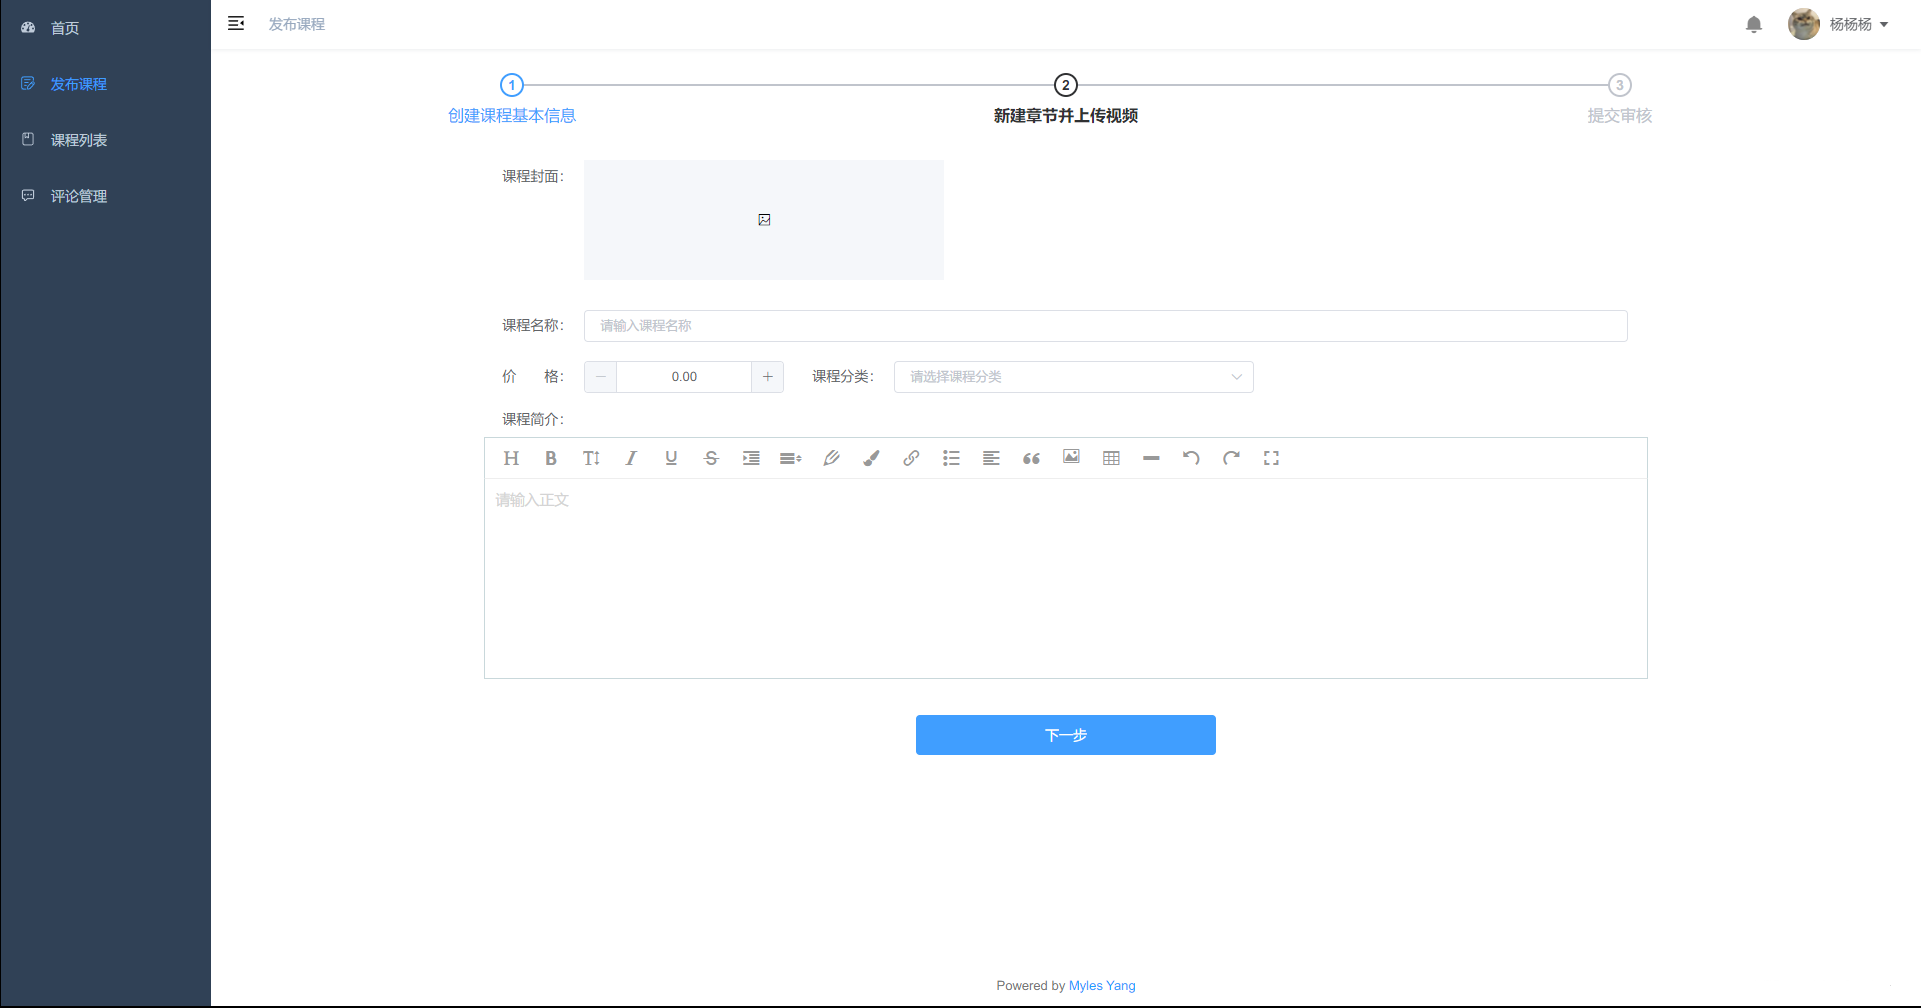 首页
发布课程
课程列表
评论管理
发布课程
杨杨杨
1
2
3
创建课程基本信息
新建章节并上传视频
提交审核
课程封面：
课程名称：
请输入课程名称
价 格：
0.00
课程分类：
请选择课程分类
课程简介：
请输入正文
下一步
Powered by Myles Yang